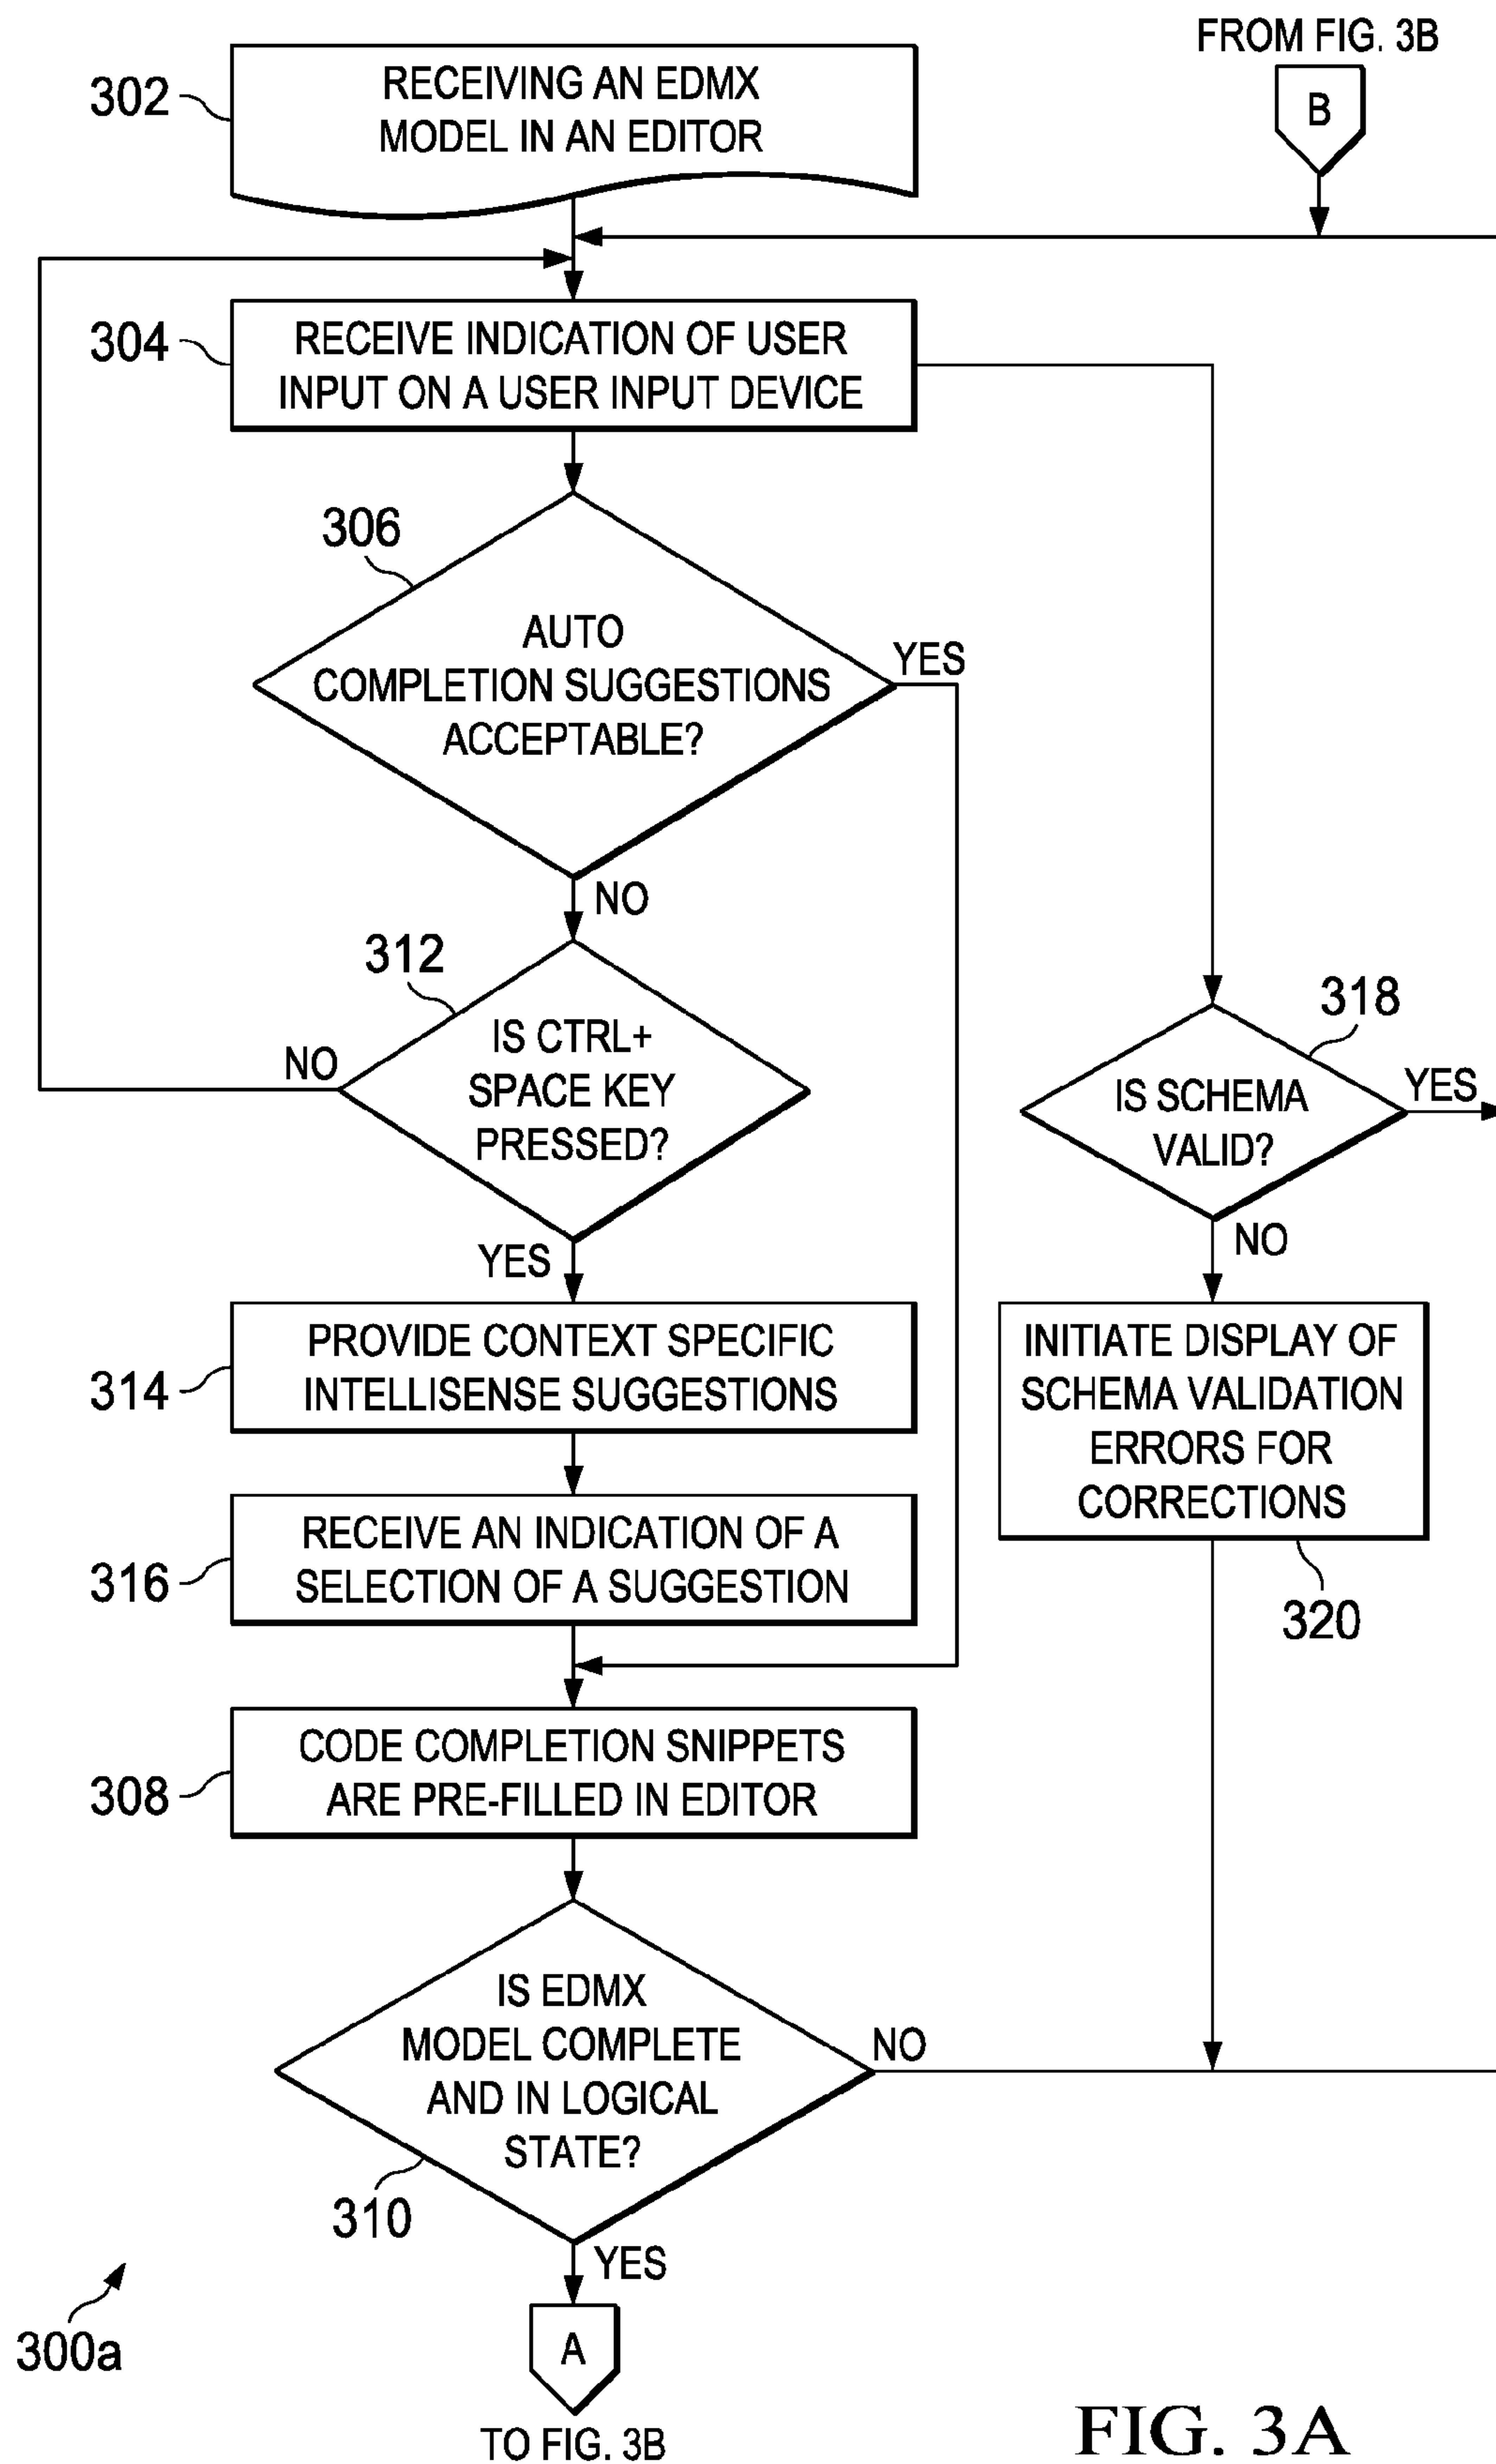 FROM FIG. 3B
B
302
RECEIVING AN EDMX
MODEL IN AN EDITOR
304
RECEIVE INDICATION OF USER
INPUT ON A USER INPUT DEVICE
306
AUTO
COMPLETION SUGGESTIONS
ACCEPTABLE?
YES
NO
312
IS CTRL+
SPACE KEY
PRESSED?
NO
YES
318
IS SCHEMA
VALID?
YES
NO
314
PROVIDE CONTEXT SPECIFIC
INTELLISENSE SUGGESTIONS
INITIATE DISPLAY OF
SCHEMA VALIDATION
ERRORS FOR
CORRECTIONS
320
316
RECEIVE AN INDICATION OF A
SELECTION OF A SUGGESTION
308
CODE COMPLETION SNIPPETS
ARE PRE-FILLED IN EDITOR
IS EDMX
MODEL COMPLETE
AND IN LOGICAL
STATE?
NO
310
YES
300a
A
TO FIG. 3B
FIG. 3A